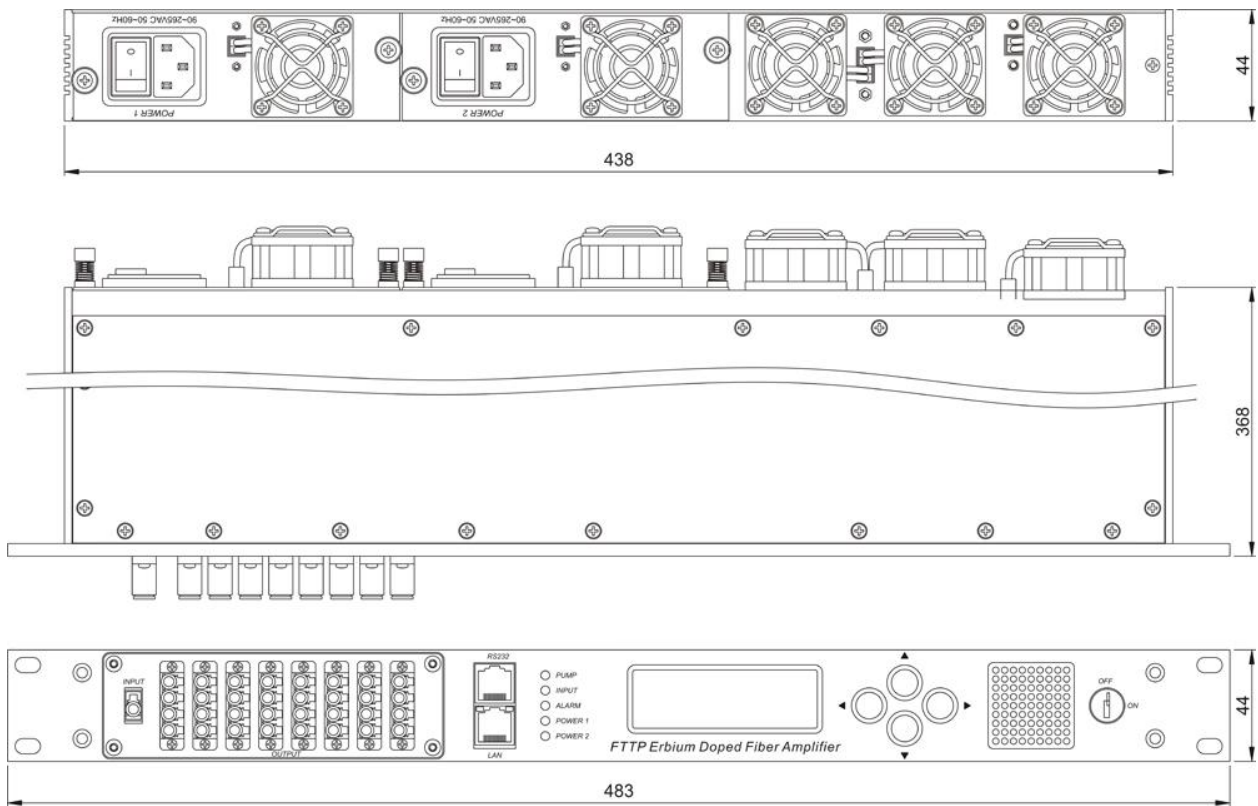 90~265VAC 50~60Hz
90~265VAC 50~60Hz
POWER 1
POWER 2
44
438
368
RS232
INPUT
PUMP
INPUT
ALARM
POWER 1
POWER 2
OUTPUT
LAN
FTTP Erbium Doped Fiber Amplifier
OFF
ON
44
483